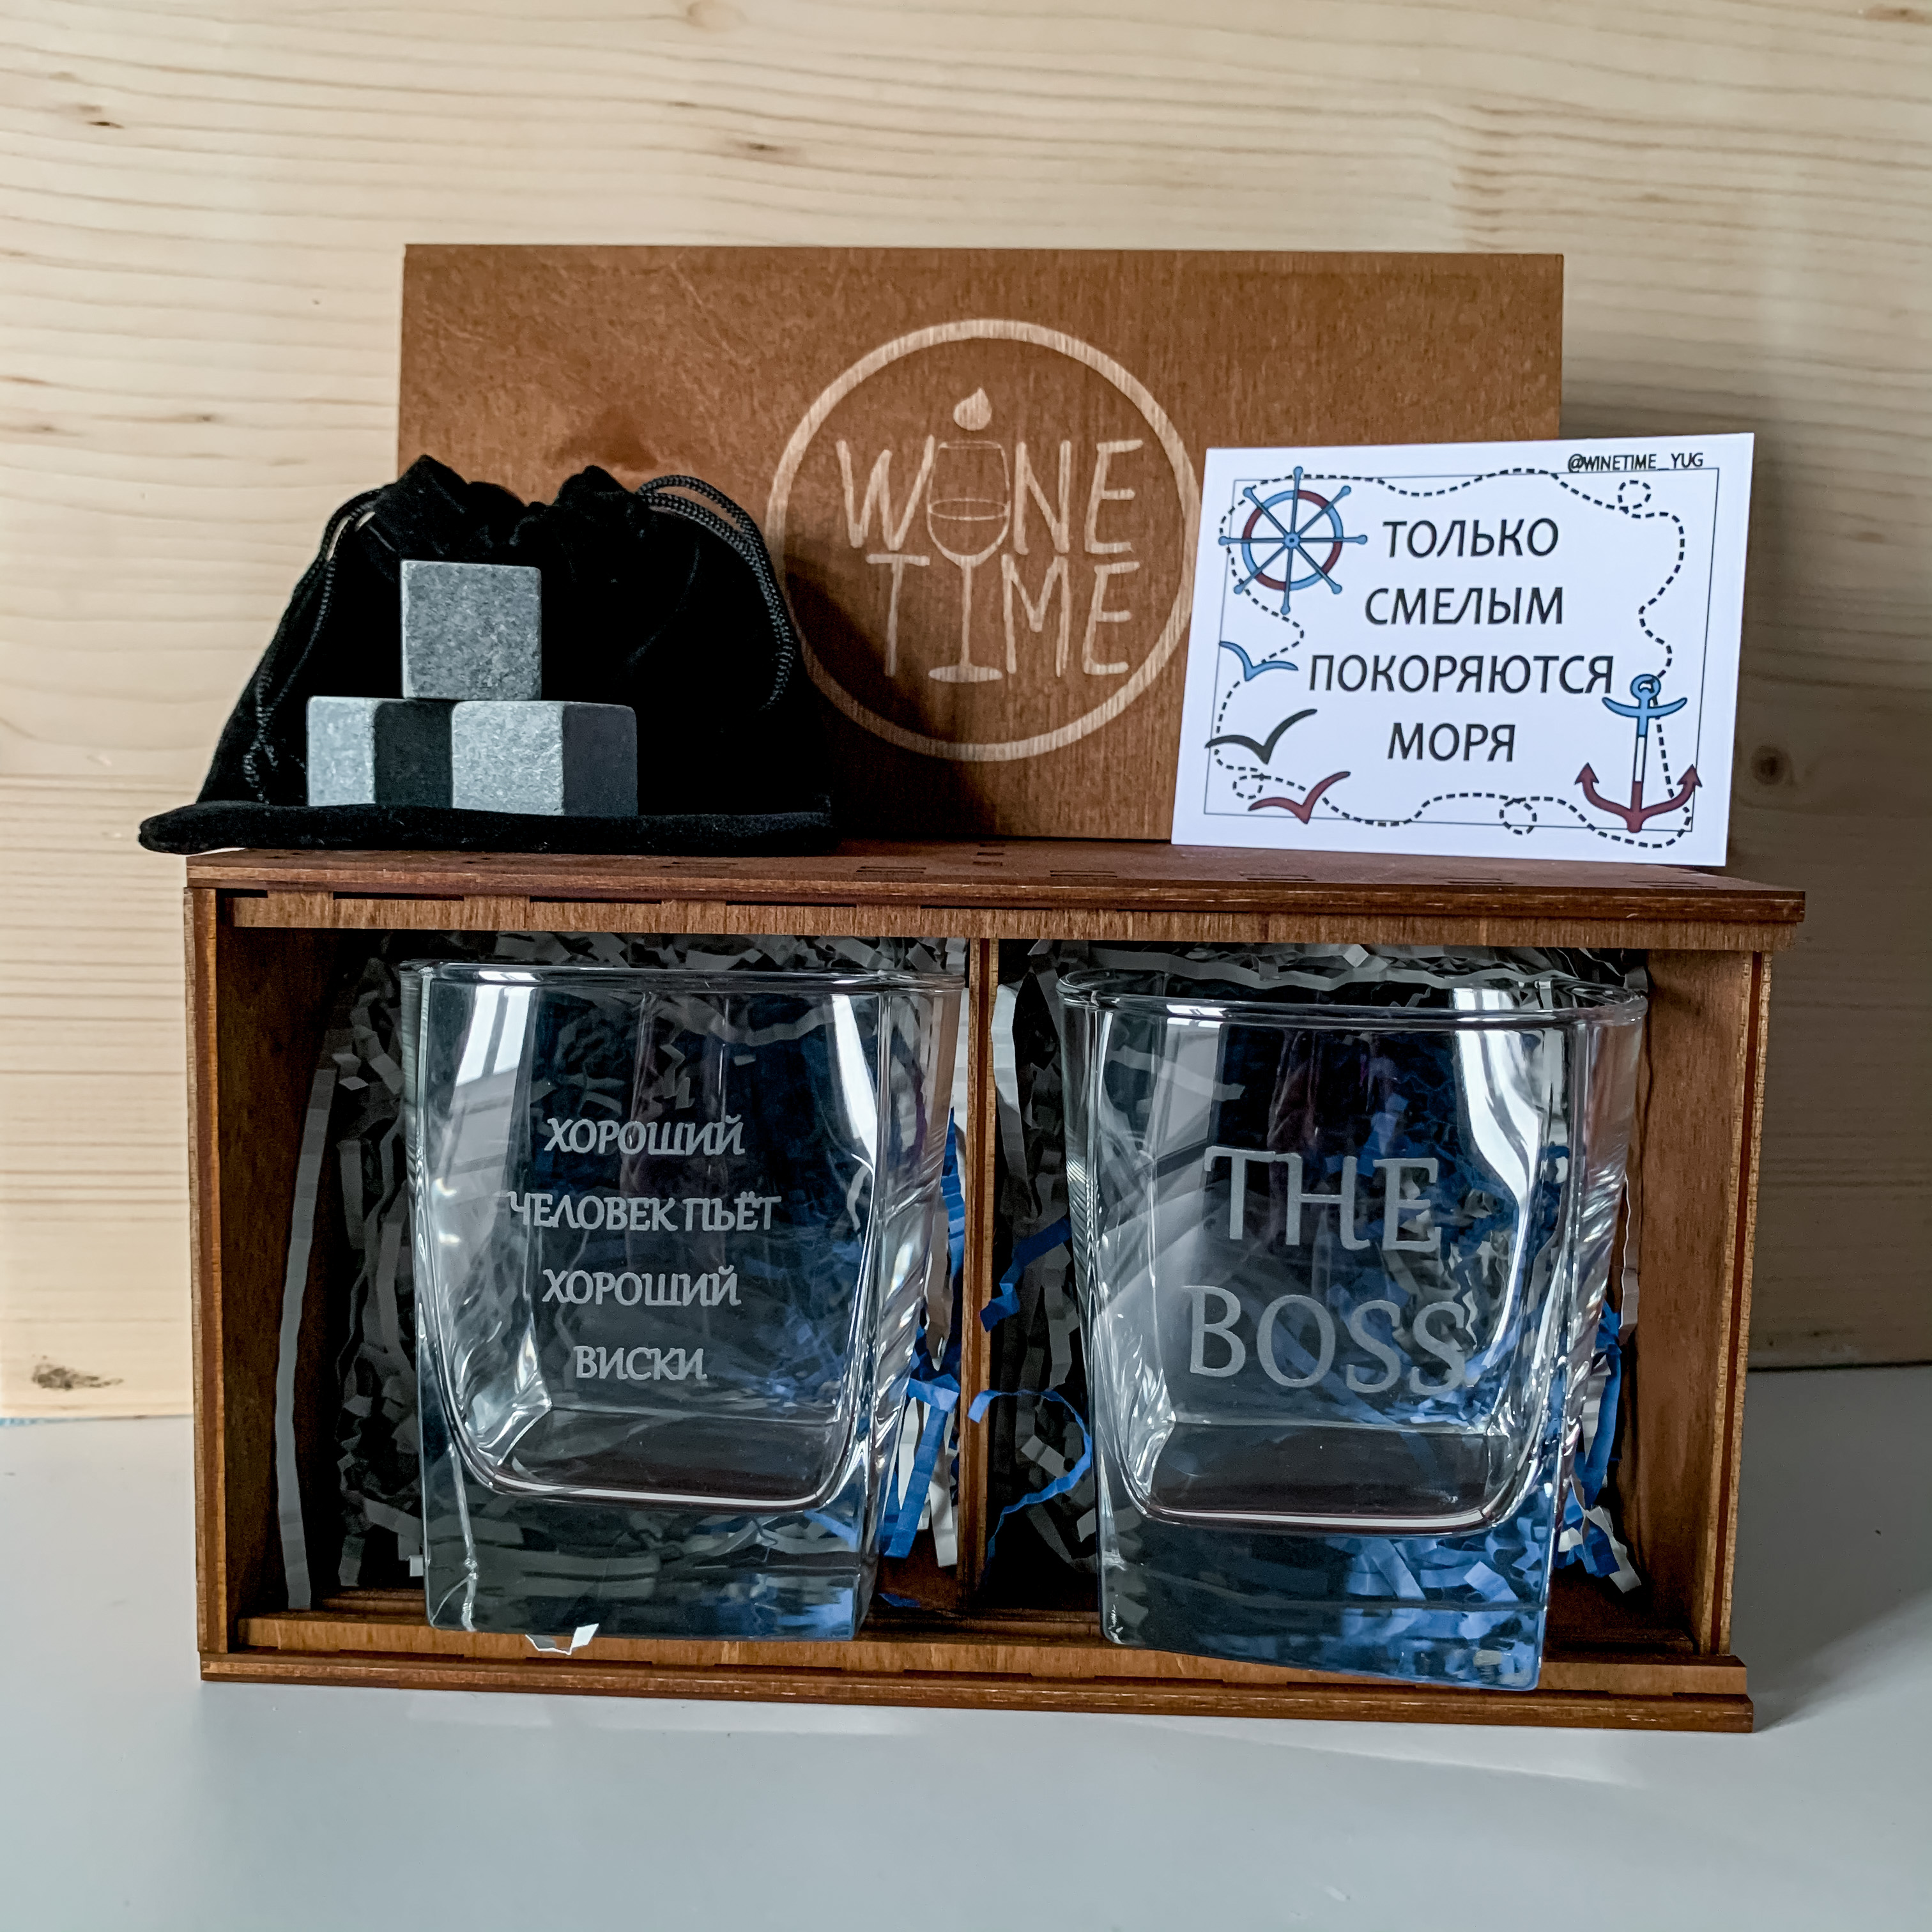 WINE
TIME
@WINETIME_YUG
ТОЛЬКО
СМЕЛЫМ
ПОКОРЯЮТСЯ
МОРЯ
ХОРОШИЙ
ЧЕЛОВЕК ПЬЁТ
ХОРОШИЙ
ВИСКИ
THE
BOSS